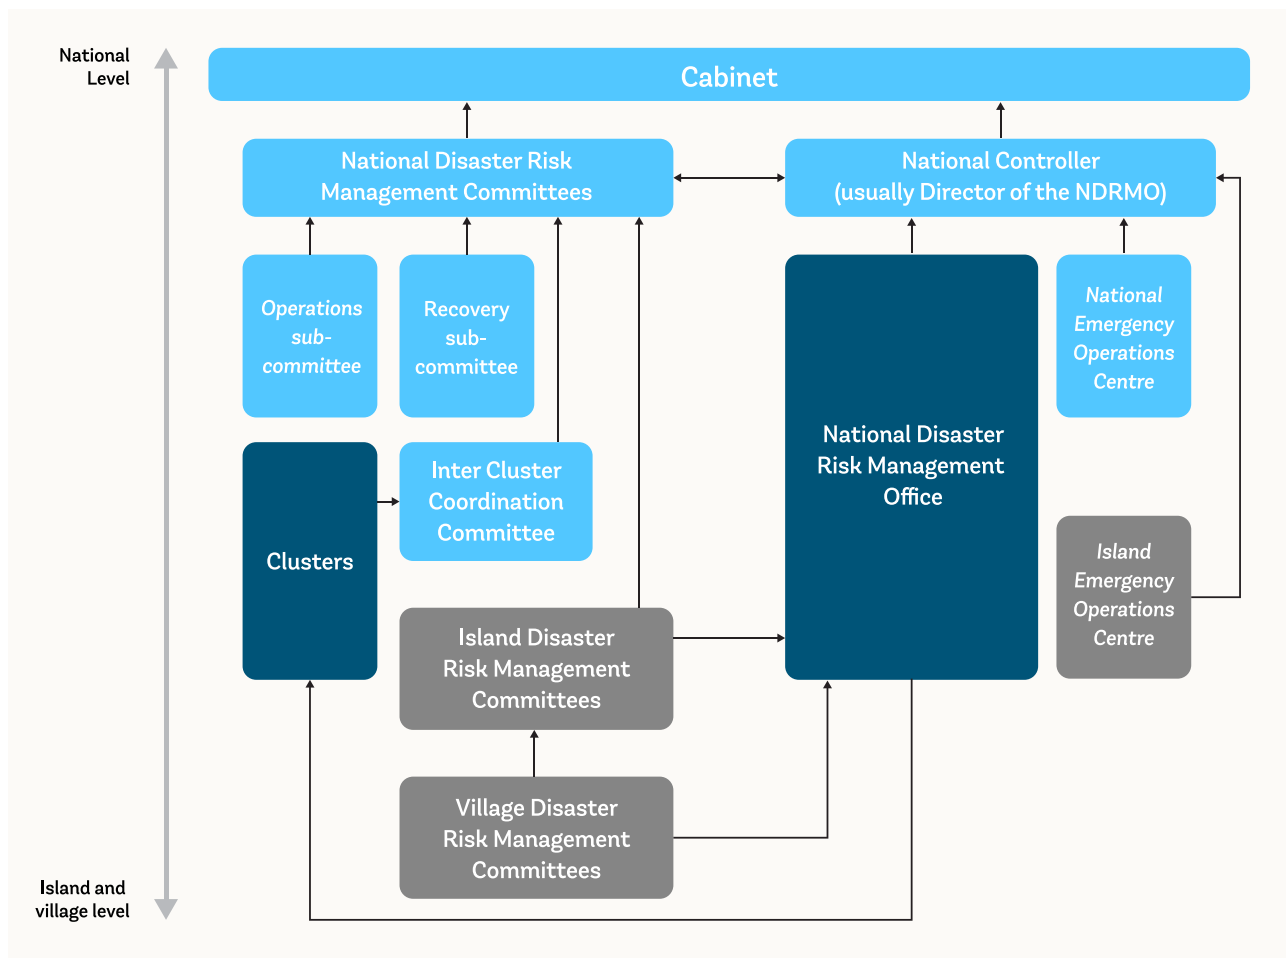 National
Level
Cabinet
National Disaster Risk
Management Committees
National Controller
(usually Director of the NDRMO)
Operations
sub-
committee
Recovery
sub-
committee
National
Emergency
Operations
Centre
National Disaster
Risk Management
Office
Clusters
Inter Cluster
Coordination
Committee
Island
Emergency
Operations
Centre
Island Disaster
Risk Management
Committees
Village Disaster
Risk Management
Committees
Island and
village level